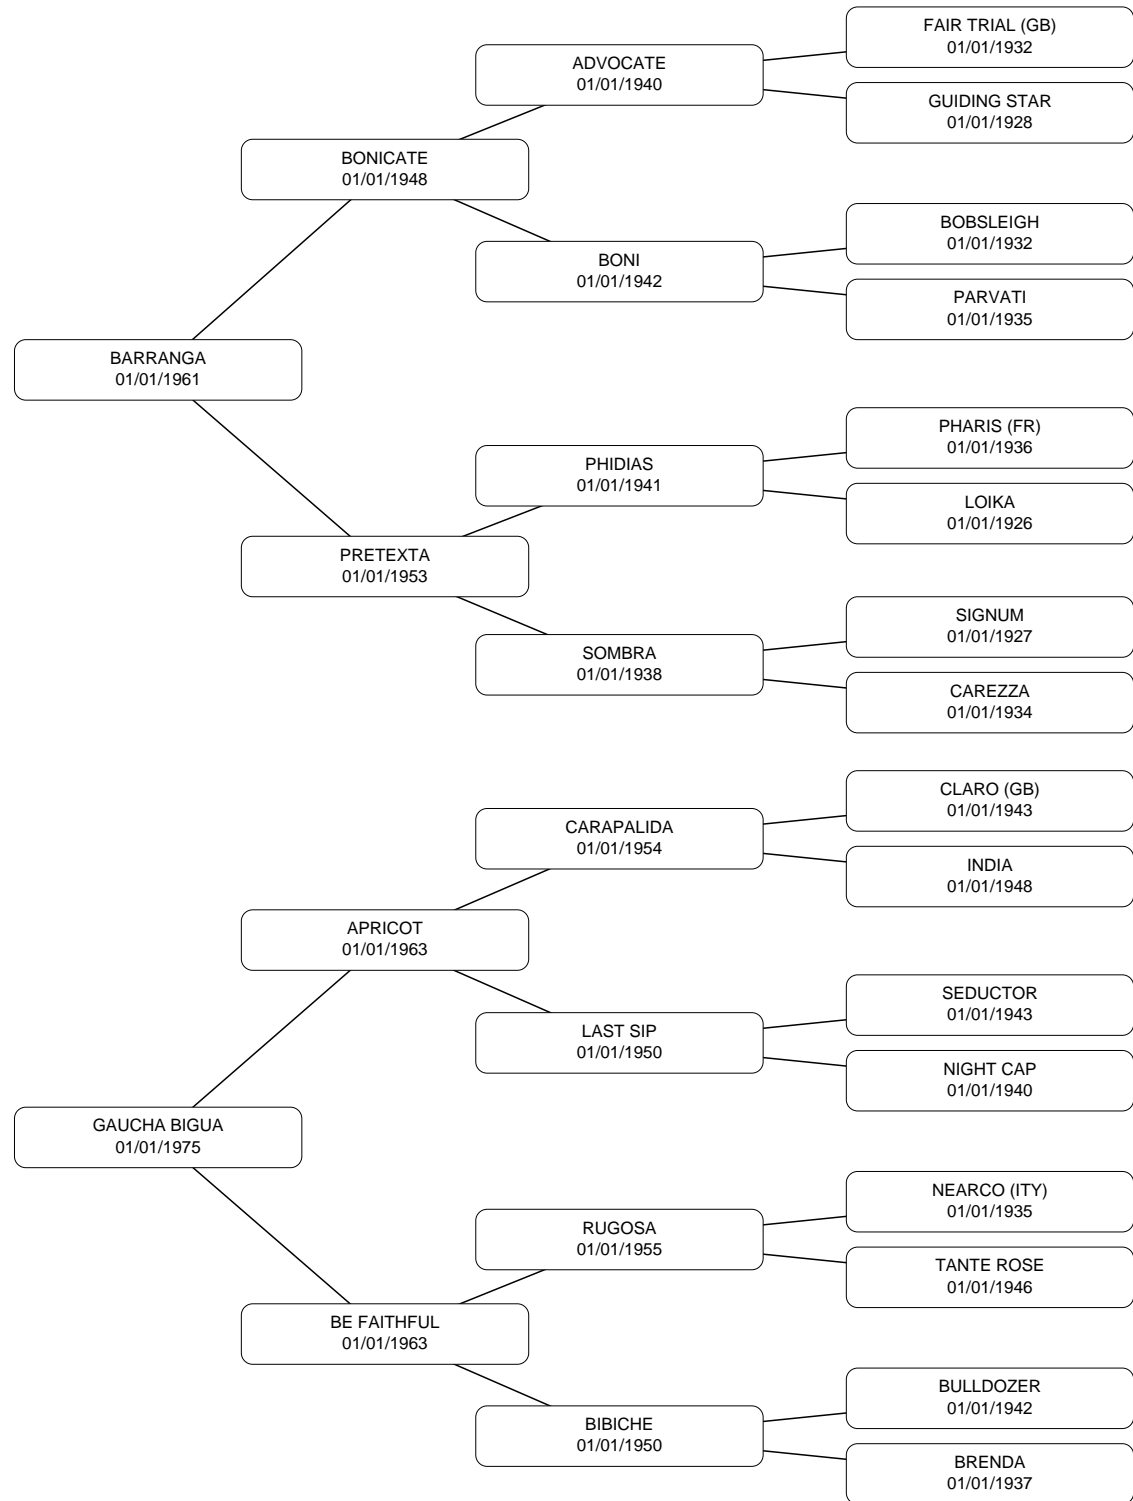 FAIR TRIAL (GB)
01/01/1932
ADVOCATE
01/01/1940
GUIDING STAR
01/01/1928
BONICATE
01/01/1948
BOBSLEIGH
01/01/1932
BONI
01/01/1942
PARVATI
01/01/1935
BARRANGA
01/01/1961
PHARIS (FR)
01/01/1936
PHIDIAS
01/01/1941
LOIKA
01/01/1926
PRETEXTA
01/01/1953
SIGNUM
01/01/1927
SOMBRA
01/01/1938
CAREZZA
01/01/1934
CLARO (GB)
01/01/1943
CARAPALIDA
01/01/1954
INDIA
01/01/1948
APRICOT
01/01/1963
SEDUCTOR
01/01/1943
LAST SIP
01/01/1950
NIGHT CAP
01/01/1940
GAUCHA BIGUA
01/01/1975
NEARCO (ITY)
01/01/1935
RUGOSA
01/01/1955
TANTE ROSE
01/01/1946
BE FAITHFUL
01/01/1963
BULLDOZER
01/01/1942
BIBICHE
01/01/1950
BRENDA
01/01/1937